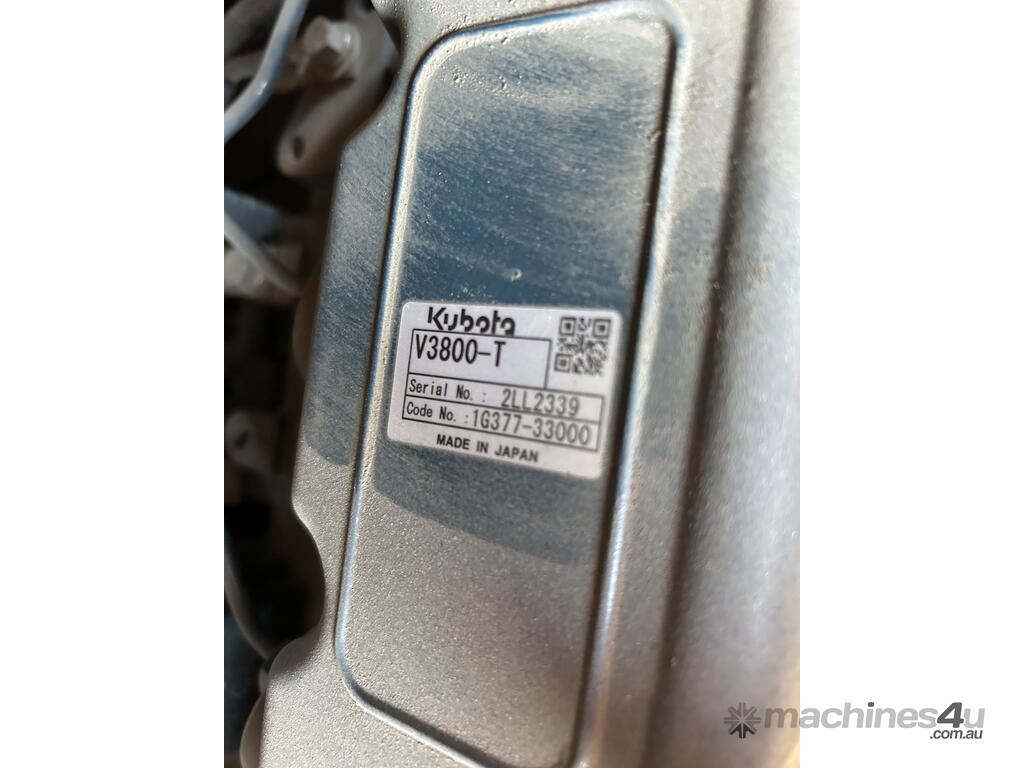 Kubota
V3800-T
Serial No. : 2LL2339
Code No. :1G377-33000
MADE IN JAPAN
machines4u
.com.au